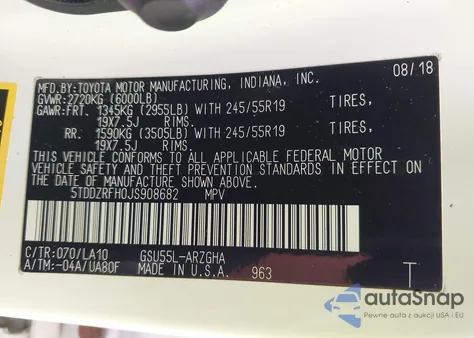 MFD.BY:TOYOTA MOTOR MANUFACTURING, INDIANA, INC. 08/18
GVWR:2720KG (6000LB)
GAWR:FRT. 1345KG (2955LB) WITH 245/55R19 TIRES,
19X7.5J RIMS.
RR. 1590KG (3505LB) WITH 245/55R19 TIRES,
19X7.5J RIMS.
THIS VEHICLE CONFORMS TO ALL APPLICABLE FEDERAL MOTOR
VEHICLE SAFETY AND THEFT PREVENTION STANDARDS IN EFFECT
ON THE DATE OF MANUFACTURE SHOWN ABOVE.
5TDDZRFH0JS908682 MPV
C/TR:070/LA10 GSU55L-ARZGHA
A/TM:-04A/UA80F MADE IN U.S.A. 963 T
autoSnap
Pewne auta z aukcji USA i EU